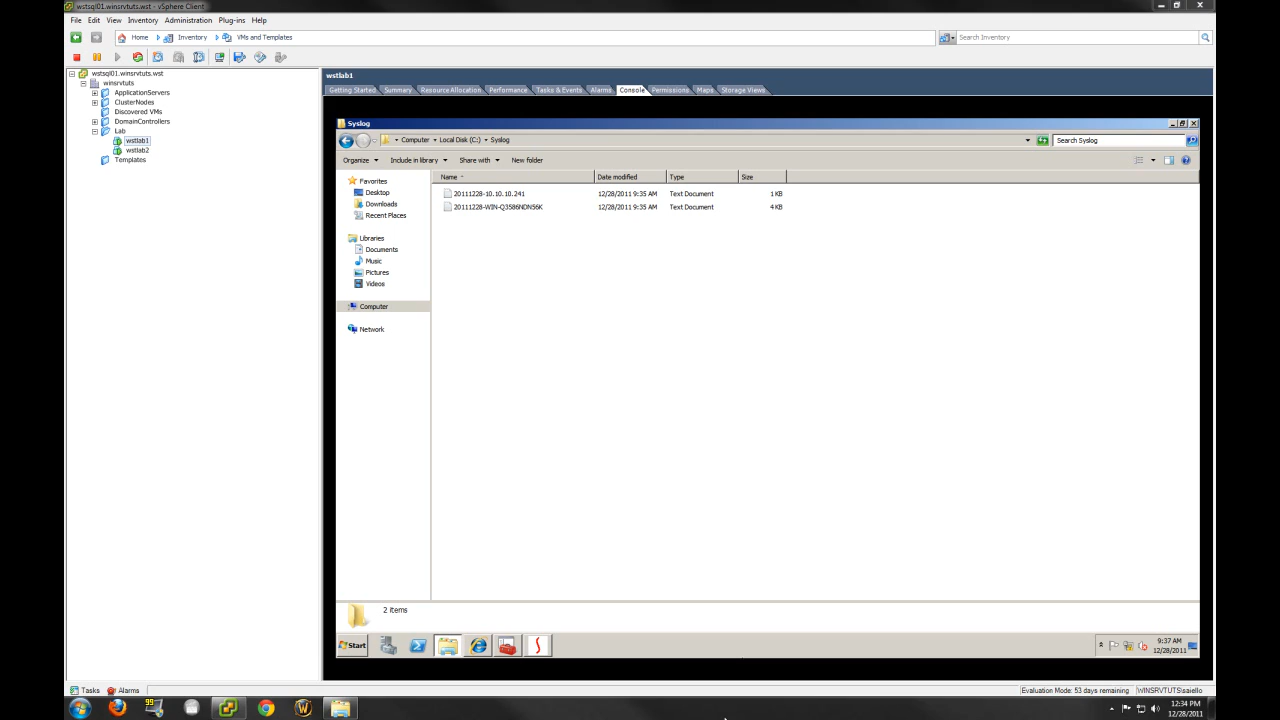 wstsql01.winsrvtuts.wst - vSphere Client
File Edit View Inventory Administration Plug-ins Help
Home Inventory VMs and Templates Search Inventory
wstsql01.winsrvtuts.wst
winsrvtuts
ApplicationServers
ClusterNodes
Discovered VMs
DomainControllers
Lab
wstlab1
wstlab2
Templates
wstlab1
Getting Started Summary Resource Allocation Performance Tasks & Events Alarms Console Permissions Maps Storage Views
Syslog
Computer Local Disk (C:) Syslog Search Syslog
Organize Include in library Share with New folder
Name Date modified Type Size
20111228-10.10.10.241 12/28/2011 9:35 AM Text Document 1 KB
20111228-WIN-Q3586NDN56K 12/28/2011 9:35 AM Text Document 4 KB
Favorites
Desktop
Downloads
Recent Places
Libraries
Documents
Music
Pictures
Videos
Computer
Network
2 items
Start
9:37 AM
12/28/2011
Tasks Alarms Evaluation Mode: 53 days remaining WINSRVTUTS\saiello
99
12:34 PM
12/28/2011